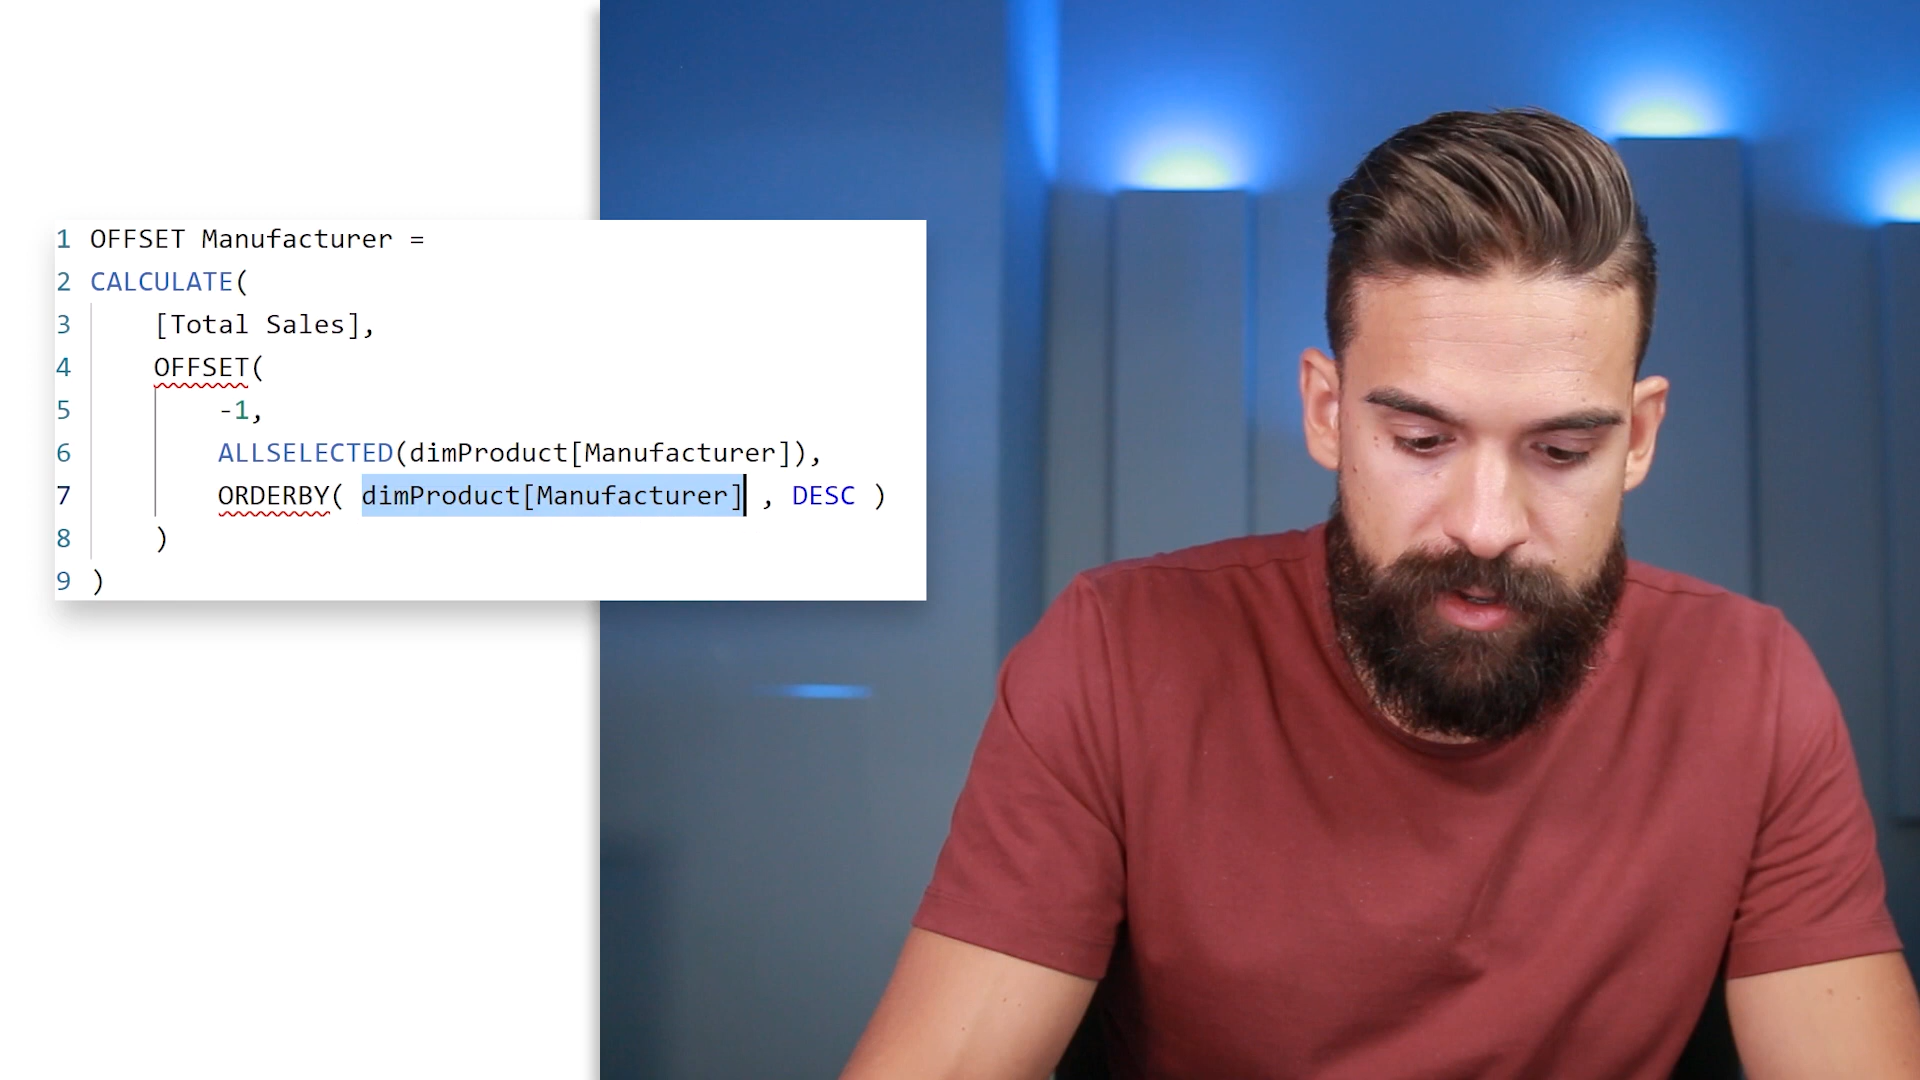 1 OFFSET Manufacturer =
2 CALCULATE(
3 [Total Sales],
4 OFFSET(
5 -1,
6 ALLSELECTED(dimProduct[Manufacturer]),
7 ORDERBY( dimProduct[Manufacturer] , DESC )
8 )
9 )